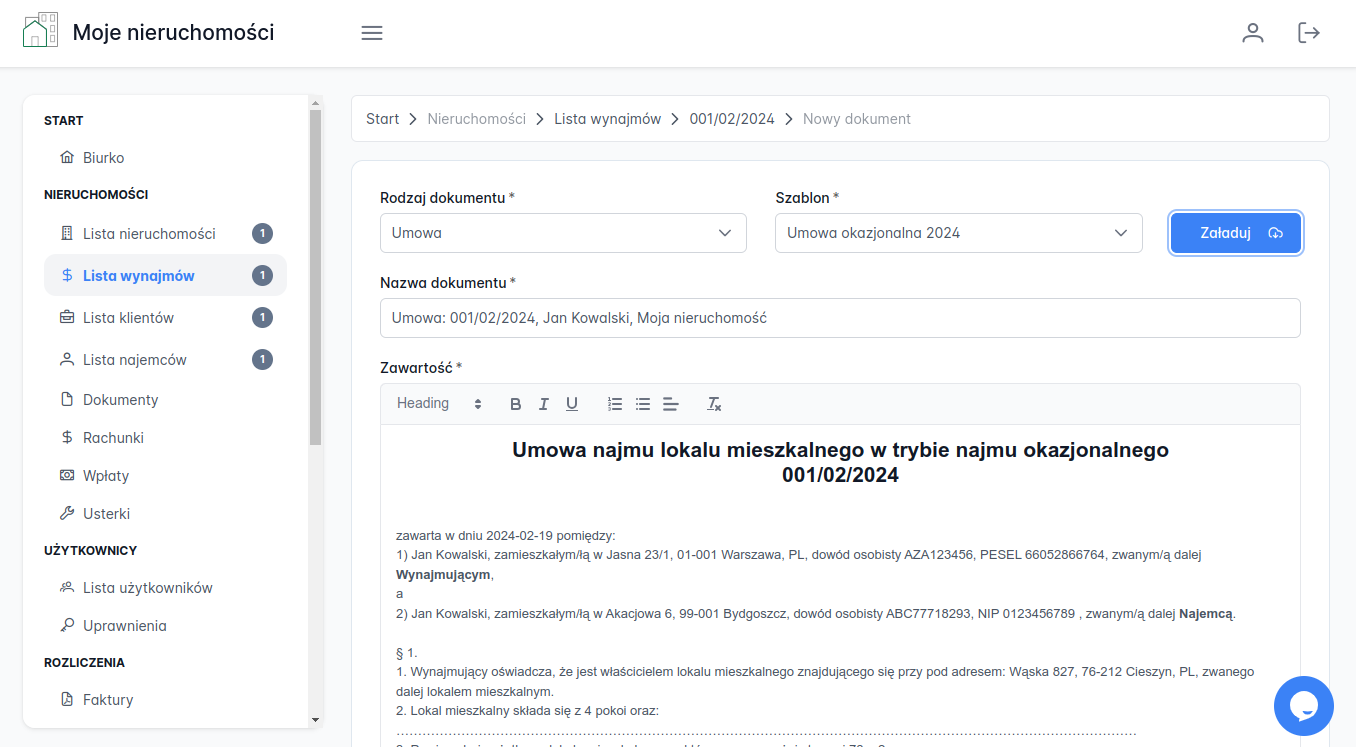 Moje nieruchomości
START
Biurko
NIERUCHOMOŚCI
Lista nieruchomości 1
Lista wynajmów 1
Lista klientów 1
Lista najemców 1
Dokumenty
Rachunki
Wpłaty
Usterki
UŻYTKOWNICY
Lista użytkowników
Uprawnienia
ROZLICZENIA
Faktury
Start > Nieruchomości > Lista wynajmów > 001/02/2024 > Nowy dokument
Rodzaj dokumentu *
Umowa
Szablon *
Umowa okazjonalna 2024
Załaduj
Nazwa dokumentu *
Umowa: 001/02/2024, Jan Kowalski, Moja nieruchomość
Zawartość *
Heading B I U
Umowa najmu lokalu mieszkalnego w trybie najmu okazjonalnego
001/02/2024
zawarta w dniu 2024-02-19 pomiędzy:
1) Jan Kowalski, zamieszkałym/łą w Jasna 23/1, 01-001 Warszawa, PL, dowód osobisty AZA123456, PESEL 66052866764, zwanym/ą dalej
Wynajmującym,
a
2) Jan Kowalski, zamieszkałym/łą w Akacjowa 6, 99-001 Bydgoszcz, dowód osobisty ABC77718293, NIP 0123456789 , zwanym/ą dalej Najemcą.
§ 1.
1. Wynajmujący oświadcza, że jest właścicielem lokalu mieszkalnego znajdującego się przy pod adresem: Wąska 827, 76-212 Cieszyn, PL, zwanego
dalej lokalem mieszkalnym.
2. Lokal mieszkalny składa się z 4 pokoi oraz: